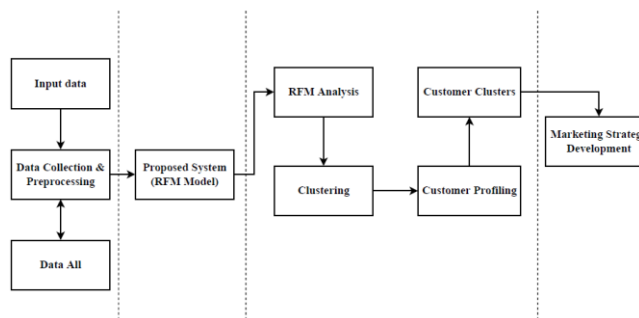 Input data
Data Collection &
Preprocessing
Data All
Proposed System
(RFM Model)
RFM Analysis
Clustering
Customer Clusters
Customer Profiling
Marketing Strateg
Development